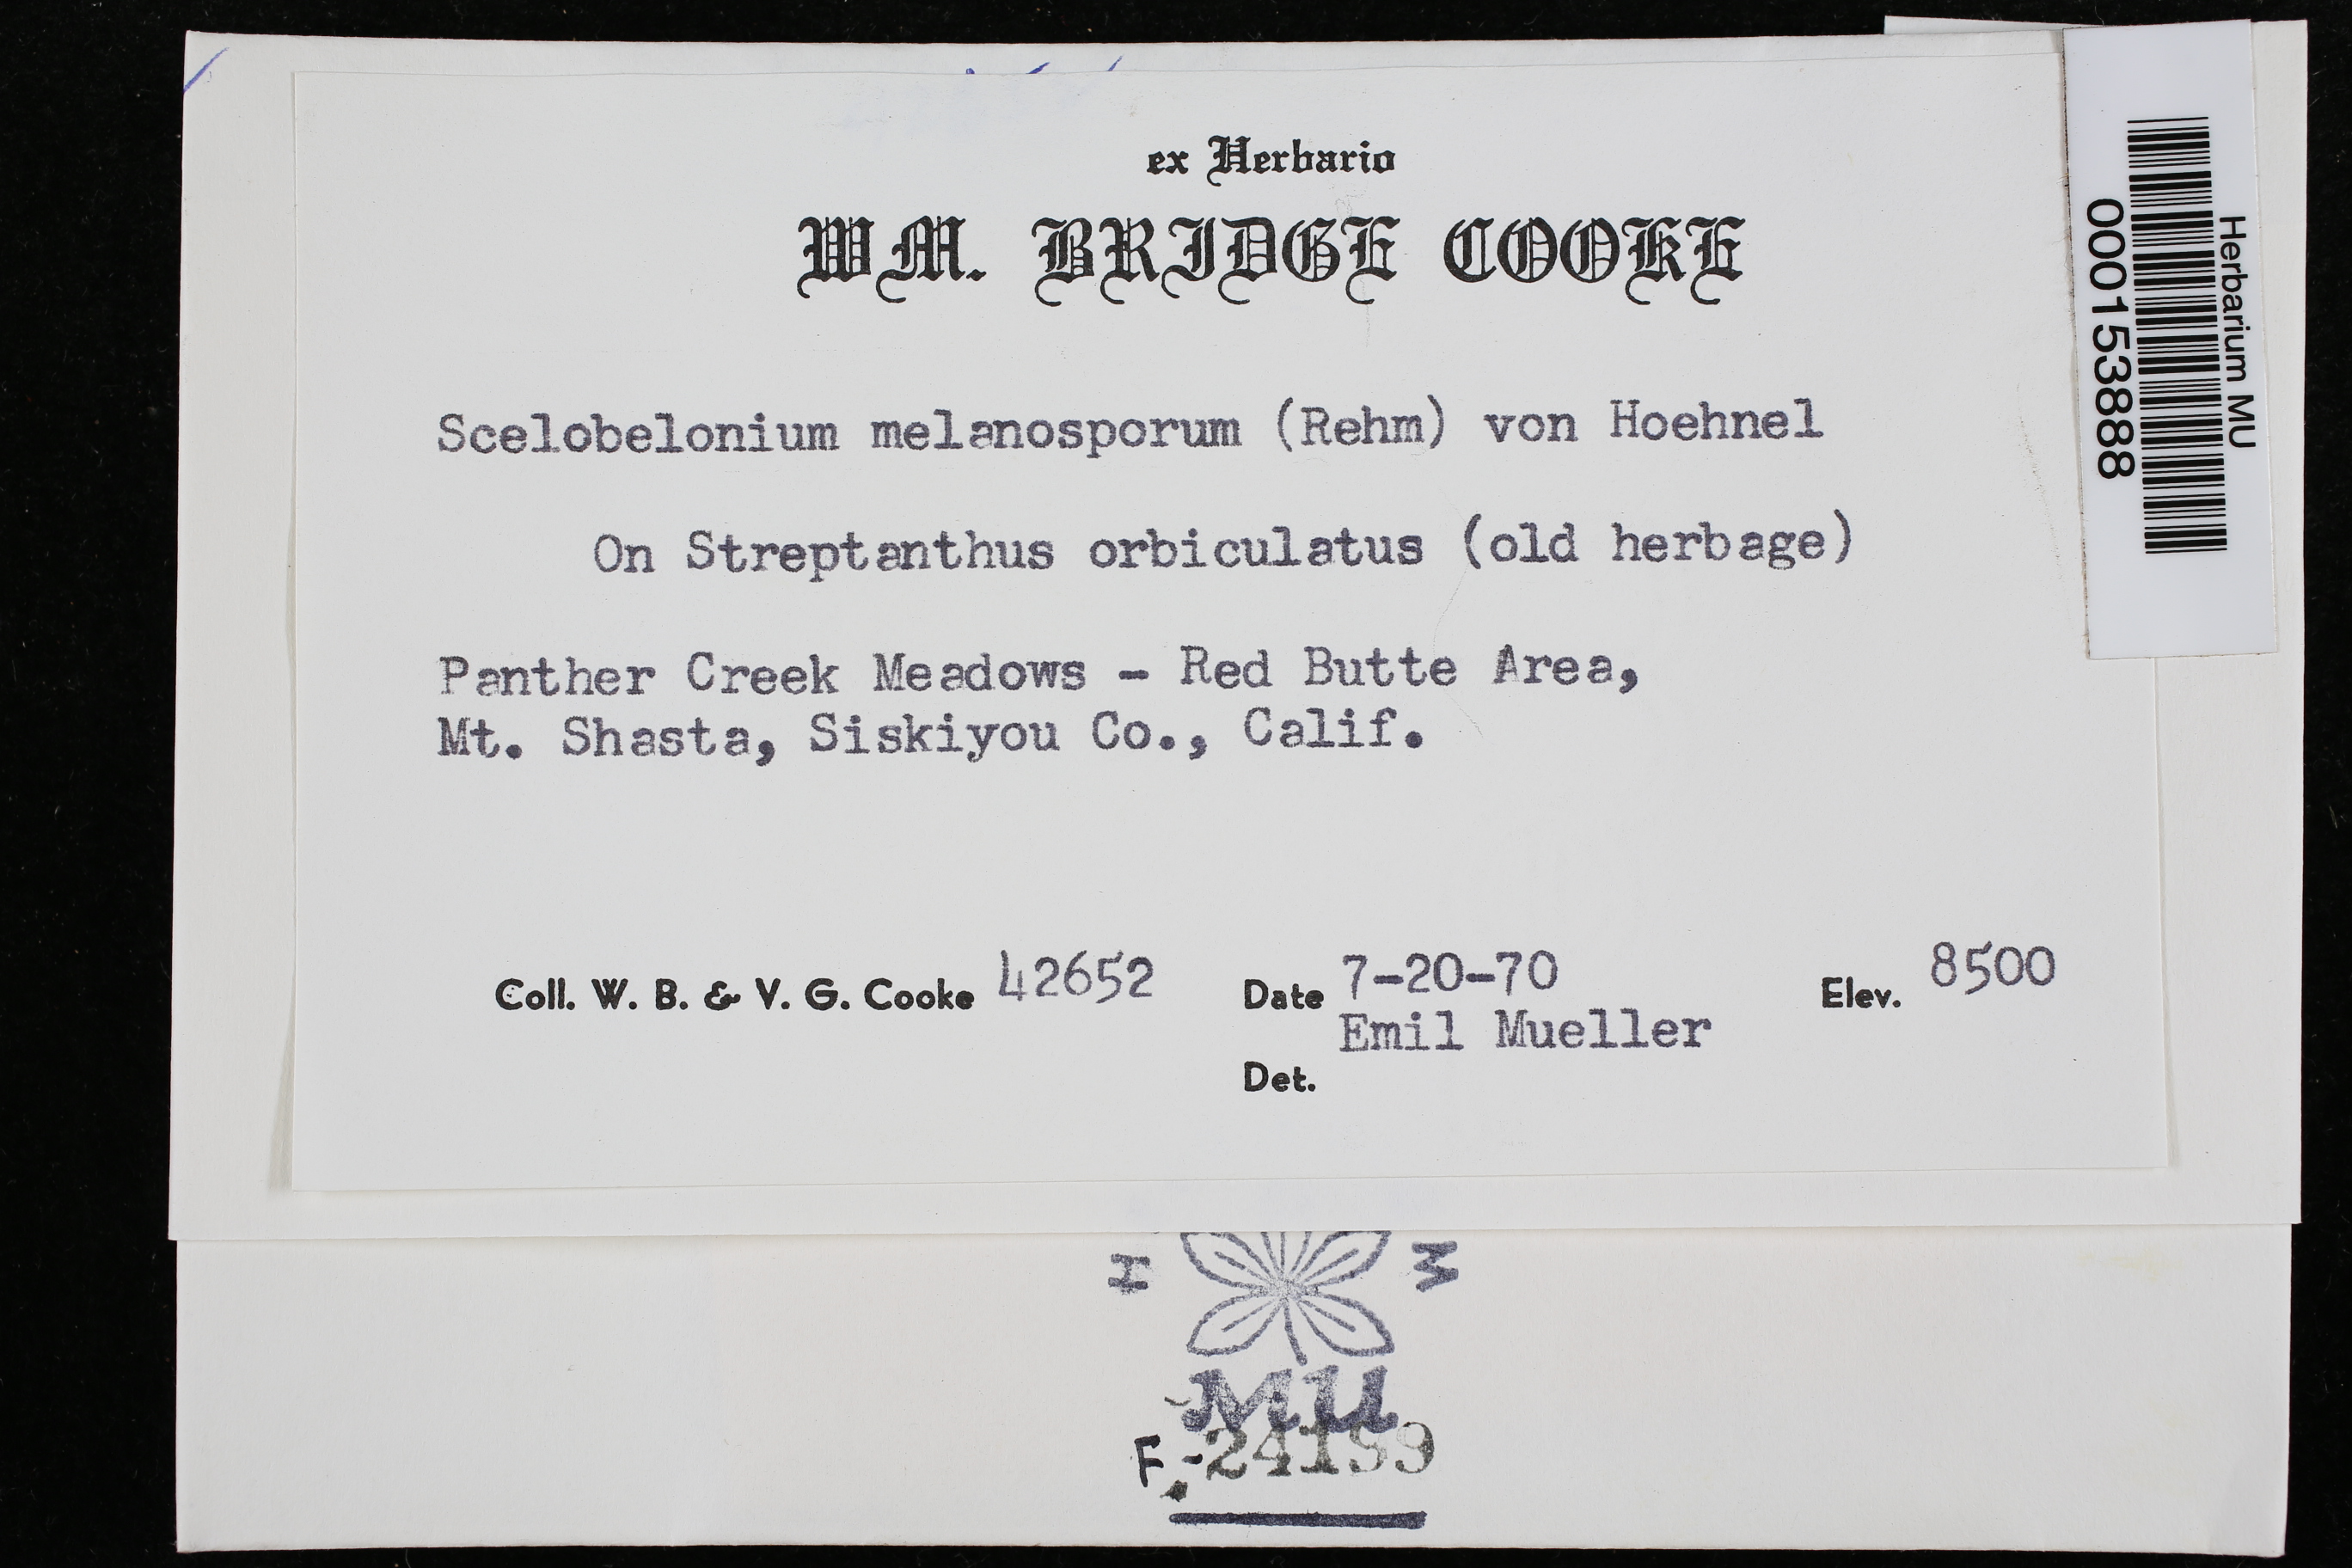 ex Herbario
WM. BRIDGE COOKE
Scelobelonium melanosporum (Rehm) von Hoehnel
On Streptanthus orbiculatus (old herbage)
Panther Creek Meadows - Red Butte Area,
Mt. Shasta, Siskiyou Co., Calif.
Coll. W. B. & V. G. Cooke 42652 Date 7-20-70 Elev. 8500
Emil Mueller
Det.
Herbarium MU
000153888
H M
MU
F.-24199